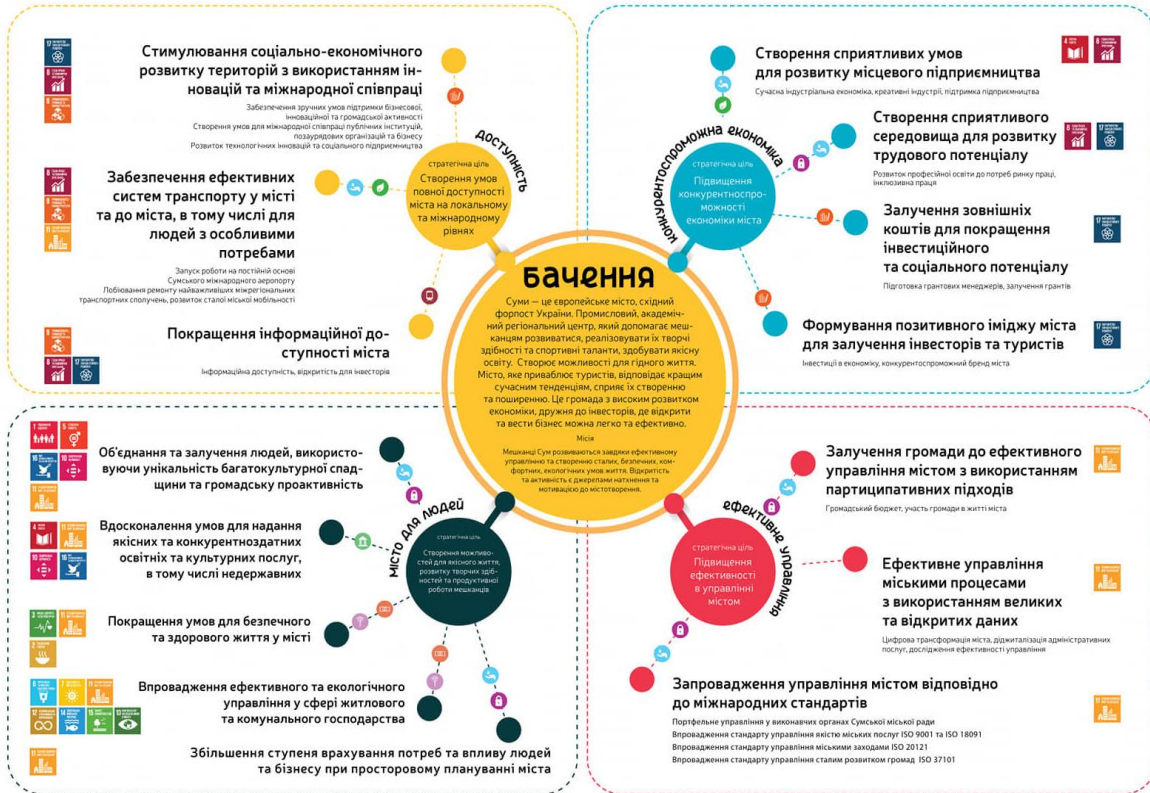 Стимулювання соціально-економічного
розвитку територій з використанням ін-
новацій та міжнародної співпраці
Забезпечення зручних умов підтримки бізнесової,
інноваційної та громадської активності
Створення умов для міжнародної співпраці публічних інституцій,
позаурядових організацій та бізнесу
Розвиток технологічних інновацій та соціального підприємництва
Забезпечення ефективних
систем транспорту у місті
та до міста, в тому числі для
людей з особливими
потребами
Запуск роботи на постійній основі
Сумського міжнародного аеропорту
Лобіювання ремонту найважливіших міжрегіональних
транспортних сполучень, розвиток сталої міської мобільності
Покращення інформаційної до-
ступності міста
Інформаційна доступність, відкритість для інвесторів
доступність
стратегічна ціль
Створення умов
повної доступності
міста на локальному
та міжнародному
рівнях
конкурентоспроможна економіка
стратегічна ціль
Підвищення
конкурентноспро-
можності
економіки міста
Створення сприятливих умов
для розвитку місцевого підприємництва
Сучасна індустріальна економіка, креативні індустрії, підтримка підприємництва
Створення сприятливого
середовища для розвитку
трудового потенціалу
Розвиток професійної освіти до потреб ринку праці,
інклюзивна праця
Залучення зовнішніх
коштів для покращення
інвестиційного
та соціального потенціалу
Підготовка грантових менеджерів, залучення грантів
Формування позитивного іміджу міста
для залучення інвесторів та туристів
Інвестиції в економіку, конкурентоспроможний бренд міста
бачення
Суми — це європейське місто, східний
форпост України. Промисловий, академіч-
ний регіональний центр, який допомагає меш-
канцям розвиватися, реалізовувати їх творчі
здібності та спортивні таланти, здобувати якісну
освіту. Створює можливості для гідного життя.
Місто, яке приваблює туристів, відповідає кращим
сучасним тенденціям, сприяє їх створенню
та поширенню. Це громада з високим розвитком
економіки, дружня до інвесторів, де відкрити
та вести бізнес можна легко та ефективно.
Місія
Мешканці Сум розвиваються завдяки ефективному
управлінню та створенню сталих, безпечних, ком-
фортних, екологічних умов життя. Відкритість
та активність є джерелами натхнення та
мотивацією до містотворення.
Об'єднання та залучення людей, використо-
вуючи унікальність багатокультурної спад-
щини та громадську проактивність
Вдосконалення умов для надання
якісних та конкурентноздатних
освітніх та культурних послуг,
в тому числі недержавних
Покращення умов для безпечного
та здорового життя у місті
Впровадження ефективного та екологічного
управління у сфері житлового
та комунального господарства
Збільшення ступеня врахування потреб та впливу людей
та бізнесу при просторовому плануванні міста
місто для людей
стратегічна ціль
Створення можливо-
стей для якісного життя,
розвитку творчих здіб-
ностей та продуктивної
роботи мешканців
ефективне управління
стратегічна ціль
Підвищення
ефективності
в управлінні
містом
Залучення громади до ефективного
управління містом з використанням
партиципативних підходів
Громадський бюджет, участь громади в житті міста
Ефективне управління
міськими процесами
з використанням великих
та відкритих даних
Цифрова трансформація міста, діджиталізація адміністративних
послуг, дослідження ефективності управління
Запровадження управління містом відповідно
до міжнародних стандартів
Портфельне управління у виконавчих органах Сумської міської ради
Впровадження стандарту управління якістю міських послуг ISO 9001 та ISO 18091
Впровадження стандарту управління міськими заходами ISO 20121
Впровадження стандарту управління сталим розвитком громад ISO 37101